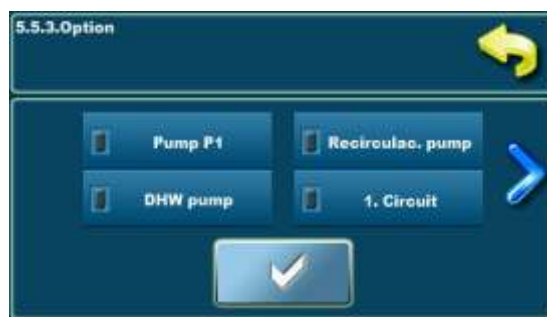 5.5.3.Option
Pump P1
Recirculac. pump
DHW pump
1. Circuit